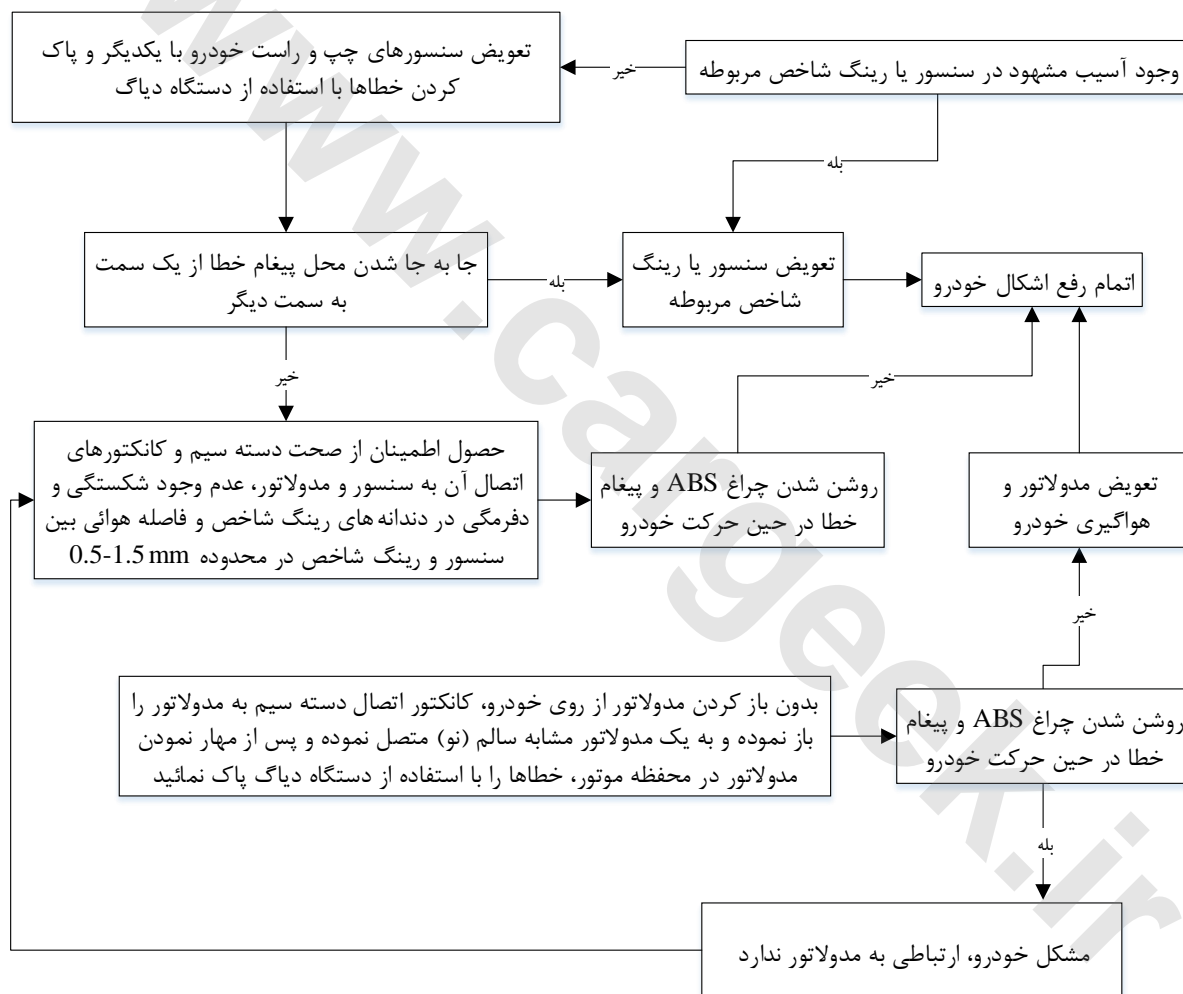 وجود آسیب مشهود در سنسور یا رینگ شاخص مربوطه
خیر
تعویض سنسورهای چپ و راست خودرو با یکدیگر و پاک
کردن خطاها با استفاده از دستگاه دیاگ
بله
جا به جا شدن محل پیغام خطا از یک سمت
به سمت دیگر
بله
تعویض سنسور یا رینگ
شاخص مربوطه
اتمام رفع اشکال خودرو
خیر
خیر
حصول اطمینان از صحت دسته سیم و کانکتورهای
اتصال آن به سنسور و مدولاتور، عدم وجود شکستگی و
دفرمگی در دندانه های رینگ شاخص و فاصله هوائی بین
سنسور و رینگ شاخص در محدوده 0.5-1.5 mm
روشن شدن چراغ ABS و پیغام
خطا در حین حرکت خودرو
تعویض مدولاتور و
هواگیری خودرو
خیر
بدون باز کردن مدولاتور از روی خودرو، کانکتور اتصال دسته سیم به مدولاتور را
باز نموده و به یک مدولاتور مشابه سالم (نو) متصل نموده و پس از مهار نمودن
مدولاتور در محفظه موتور، خطاها را با استفاده از دستگاه دیاگ پاک نمائید
روشن شدن چراغ ABS و پیغام
خطا در حین حرکت خودرو
بله
مشکل خودرو، ارتباطی به مدولاتور ندارد
www.cargeek.ir